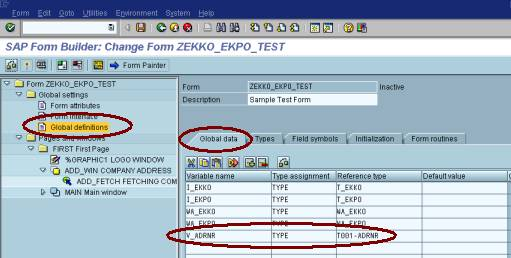 Form Edit Goto Utilities Environment System Help
SAP Form Builder: Change Form ZEKKO_EKPO_TEST
Form Painter
Form ZEKKO_EKPO_TEST
Global settings
Form attributes
Form interface
Global definitions
Pages and windows
FIRST First Page
%GRAPHIC1 LOGO WINDOW
ADD_WIN COMPANY ADDRESS
ADD_FETCH FETCHING COM
MAIN Main window
Form ZEKKO_EKPO_TEST Inactive
Description Sample Test Form
Global data Types Field symbols Initialization Form routines
Variable name Type assignment Reference type Default value
I_EKKO TYPE T_EKKO
I_EKPO TYPE T_EKPO
WA_EKKO TYPE WA_EKKO
WA_EKPO TYPE WA_EKPO
V_ADRNR TYPE T001-ADRNR